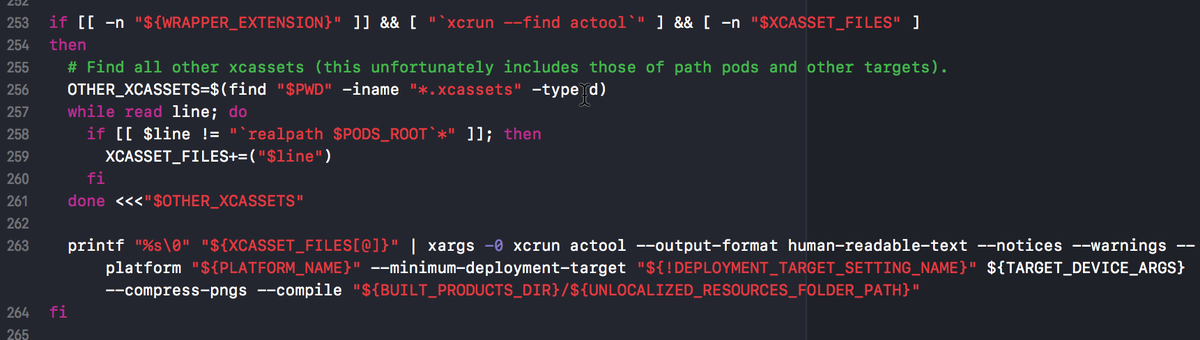 252
253 if [[ -n "${WRAPPER_EXTENSION}" ]] && [ "`xcrun --find actool`" ] && [ -n "$XCASSET_FILES" ]
254 then
255 # Find all other xcassets (this unfortunately includes those of path pods and other targets).
256 OTHER_XCASSETS=$(find "$PWD" -iname "*.xcassets" -type d)
257 while read line; do
258 if [[ $line != "`realpath $PODS_ROOT`*" ]]; then
259 XCASSET_FILES+=("$line")
260 fi
261 done <<<"$OTHER_XCASSETS"
262
263 printf "%s\0" "${XCASSET_FILES[@]}" | xargs -0 xcrun actool --output-format human-readable-text --notices --warnings --
platform "${PLATFORM_NAME}" --minimum-deployment-target "${!DEPLOYMENT_TARGET_SETTING_NAME}" ${TARGET_DEVICE_ARGS}
--compress-pngs --compile "${BUILT_PRODUCTS_DIR}/${UNLOCALIZED_RESOURCES_FOLDER_PATH}"
264 fi
265